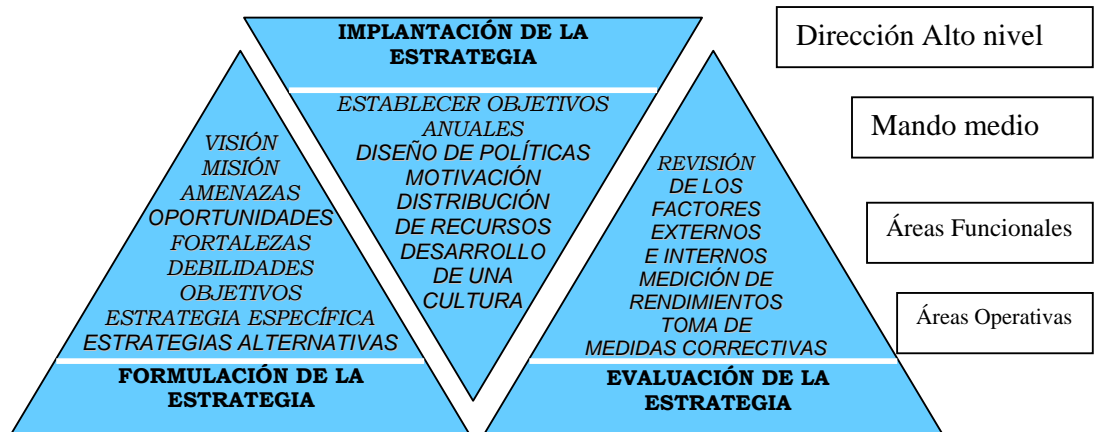 VISIÓN
MISIÓN
AMENAZAS
OPORTUNIDADES
FORTALEZAS
DEBILIDADES
OBJETIVOS
ESTRATEGIA ESPECÍFICA
ESTRATEGIAS ALTERNATIVAS
FORMULACIÓN DE LA
ESTRATEGIA
IMPLANTACIÓN DE LA
ESTRATEGIA
ESTABLECER OBJETIVOS
ANUALES
DISEÑO DE POLÍTICAS
MOTIVACIÓN
DISTRIBUCIÓN
DE RECURSOS
DESARROLLO
DE UNA
CULTURA
REVISIÓN
DE LOS
FACTORES
EXTERNOS
E INTERNOS
MEDICIÓN DE
RENDIMIENTOS
TOMA DE
MEDIDAS CORRECTIVAS
EVALUACIÓN DE LA
ESTRATEGIA
Dirección Alto nivel
Mando medio
Áreas Funcionales
Áreas Operativas